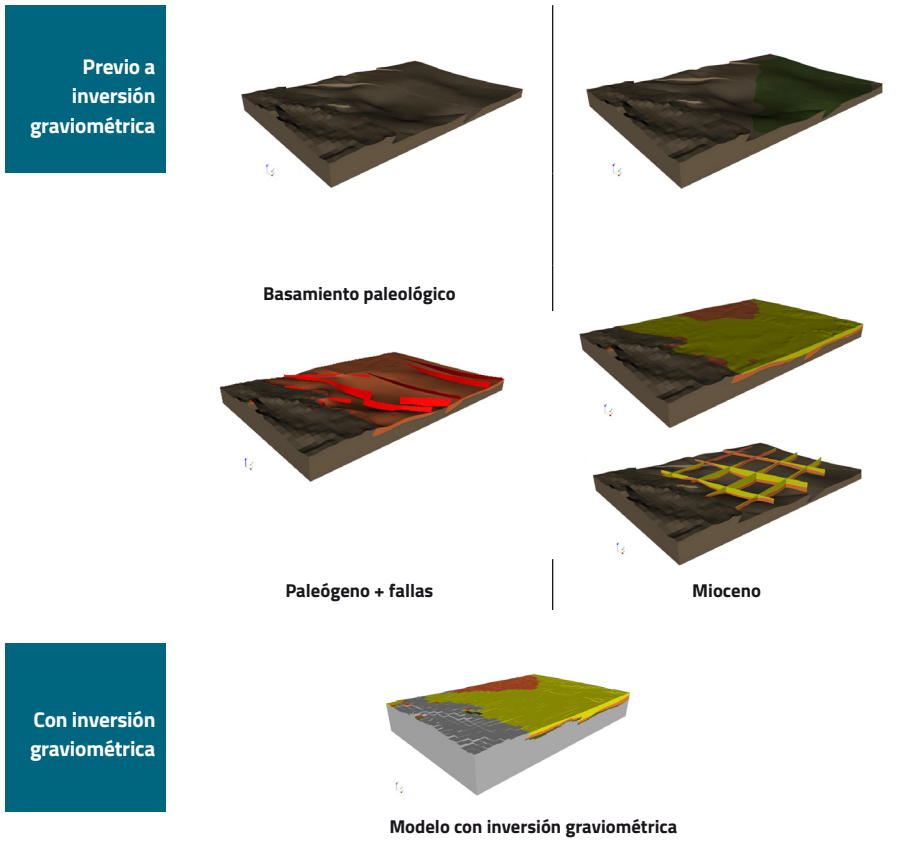 Previo a
inversión
graviométrica
Basamiento paleológico
Paleógeno + fallas
Mioceno
Con inversión
graviométrica
Modelo con inversión graviométrica